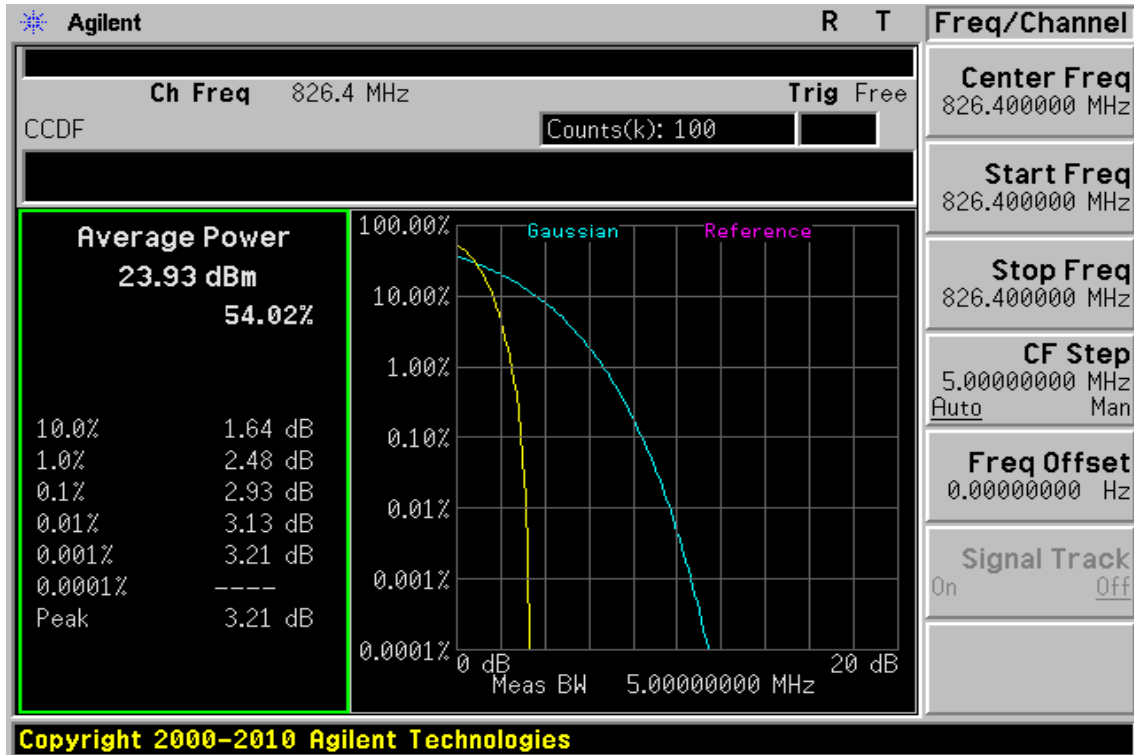 Agilent R T
Ch Freq 826.4 MHz Trig Free
CCDF Counts(k): 100
Average Power
23.93 dBm
54.02%
10.0% 1.64 dB
1.0% 2.48 dB
0.1% 2.93 dB
0.01% 3.13 dB
0.001% 3.21 dB
0.0001% ----
Peak 3.21 dB
Gaussian Reference
100.00%
10.00%
1.00%
0.10%
0.01%
0.001%
0.0001%
0 dB 20 dB
Meas BW 5.00000000 MHz
Freq/Channel
Center Freq
826.400000 MHz
Start Freq
826.400000 MHz
Stop Freq
826.400000 MHz
CF Step
5.00000000 MHz
Auto Man
Freq Offset
0.00000000 Hz
Signal Track
On Off
Copyright 2000-2010 Agilent Technologies